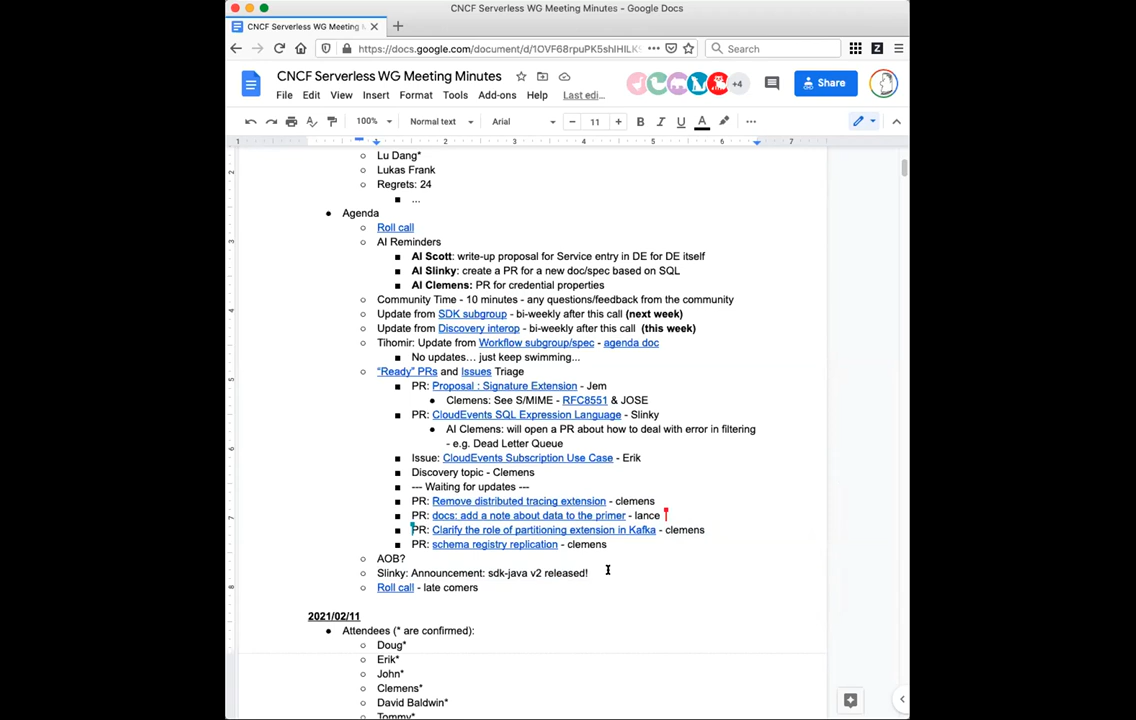 CNCF Serverless WG Meeting Minutes - Google Docs
CNCF Serverless WG Meeting
https://docs.google.com/document/d/1OVF68rpuPK5shIHILK
Search
CNCF Serverless WG Meeting Minutes
+4
Share
File Edit View Insert Format Tools Add-ons Help Last edi...
100% Normal text Arial 11 B I U A
1 1 2 3 4 5 6 7
Lu Dang*
Lukas Frank
Regrets: 24
...
Agenda
Roll call
AI Reminders
AI Scott: write-up proposal for Service entry in DE for DE itself
AI Slinky: create a PR for a new doc/spec based on SQL
AI Clemens: PR for credential properties
Community Time - 10 minutes - any questions/feedback from the community
Update from SDK subgroup - bi-weekly after this call (next week)
Update from Discovery interop - bi-weekly after this call (this week)
Tihomir: Update from Workflow subgroup/spec - agenda doc
No updates… just keep swimming...
"Ready" PRs and Issues Triage
PR: Proposal : Signature Extension - Jem
Clemens: See S/MIME - RFC8551 & JOSE
PR: CloudEvents SQL Expression Language - Slinky
AI Clemens: will open a PR about how to deal with error in filtering
- e.g. Dead Letter Queue
Issue: CloudEvents Subscription Use Case - Erik
Discovery topic - Clemens
--- Waiting for updates ---
PR: Remove distributed tracing extension - clemens
PR: docs: add a note about data to the primer - lance
PR: Clarify the role of partitioning extension in Kafka - clemens
PR: schema registry replication - clemens
AOB?
Slinky: Announcement: sdk-java v2 released!
Roll call - late comers
2021/02/11
Attendees (* are confirmed):
Doug*
Erik*
John*
Clemens*
David Baldwin*
Tommy*